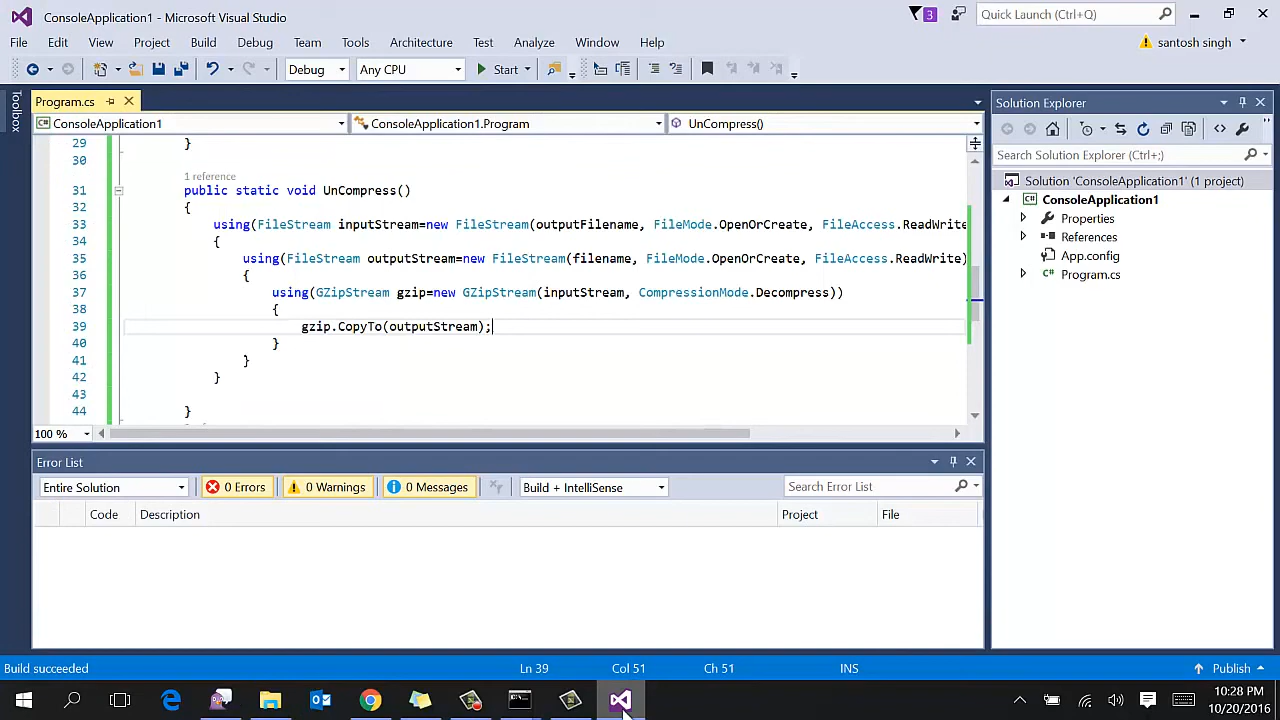 ConsoleApplication1 - Microsoft Visual Studio
3
Quick Launch (Ctrl+Q)
File Edit View Project Build Debug Team Tools Architecture Test Analyze Window Help
santosh singh
Debug Any CPU Start
Toolbox
Program.cs
ConsoleApplication1 ConsoleApplication1.Program UnCompress()
29 }
30
1 reference
31 public static void UnCompress()
32 {
33 using(FileStream inputStream=new FileStream(outputFilename, FileMode.OpenOrCreate, FileAccess.ReadWrite
34 {
35 using(FileStream outputStream=new FileStream(filename, FileMode.OpenOrCreate, FileAccess.ReadWrite)
36 {
37 using(GZipStream gzip=new GZipStream(inputStream, CompressionMode.Decompress))
38 {
39 gzip.CopyTo(outputStream);
40 }
41 }
42 }
43
44 }
100 %
Solution Explorer
Search Solution Explorer (Ctrl+;)
Solution 'ConsoleApplication1' (1 project)
ConsoleApplication1
Properties
References
App.config
Program.cs
Error List
Entire Solution 0 Errors 0 Warnings 0 Messages Build + IntelliSense Search Error List
Code Description Project File
Build succeeded Ln 39 Col 51 Ch 51 INS Publish
10:28 PM
10/20/2016